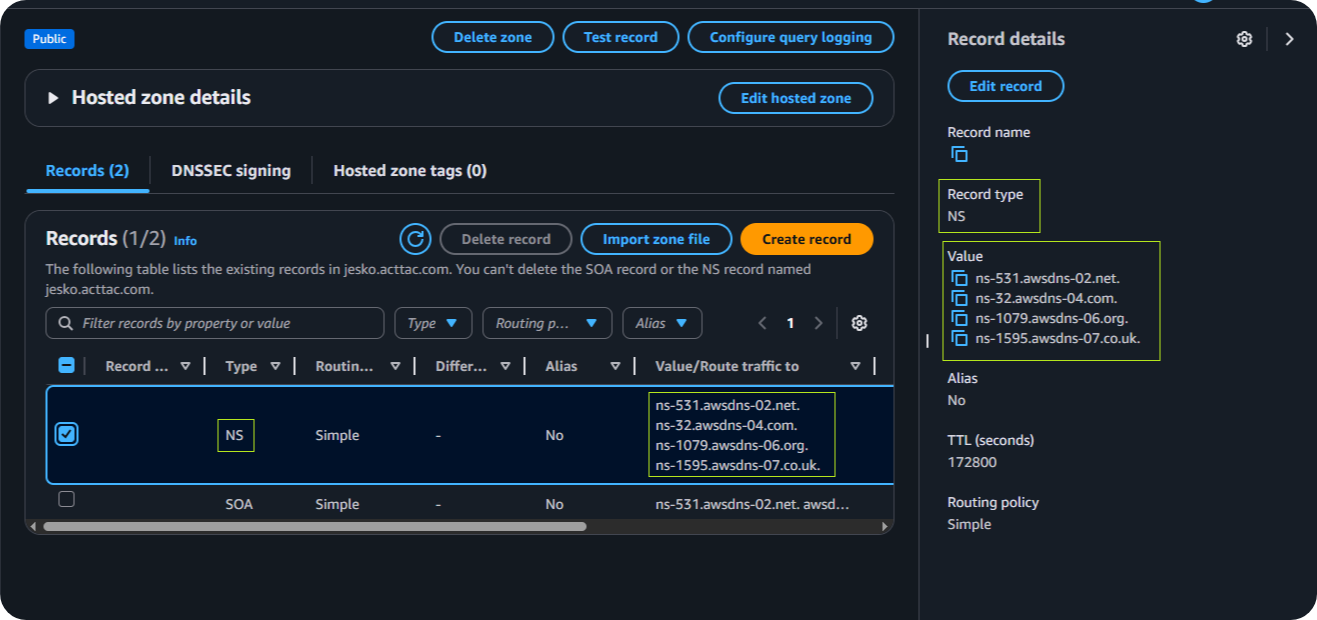 Public
Delete zone
Test record
Configure query logging
Hosted zone details
Edit hosted zone
Records (2)
DNSSEC signing
Hosted zone tags (0)
Records (1/2) Info
Delete record
Import zone file
Create record
The following table lists the existing records in jesko.acttac.com. You can't delete the SOA record or the NS record named
jesko.acttac.com.
Filter records by property or value
Type
Routing p...
Alias
1
Record ...
Type
Routin...
Differ...
Alias
Value/Route traffic to
NS
Simple
-
No
ns-531.awsdns-02.net.
ns-32.awsdns-04.com.
ns-1079.awsdns-06.org.
ns-1595.awsdns-07.co.uk.
SOA
Simple
-
No
ns-531.awsdns-02.net. awsd...
Record details
Edit record
Record name
Record type
NS
Value
ns-531.awsdns-02.net.
ns-32.awsdns-04.com.
ns-1079.awsdns-06.org.
ns-1595.awsdns-07.co.uk.
Alias
No
TTL (seconds)
172800
Routing policy
Simple